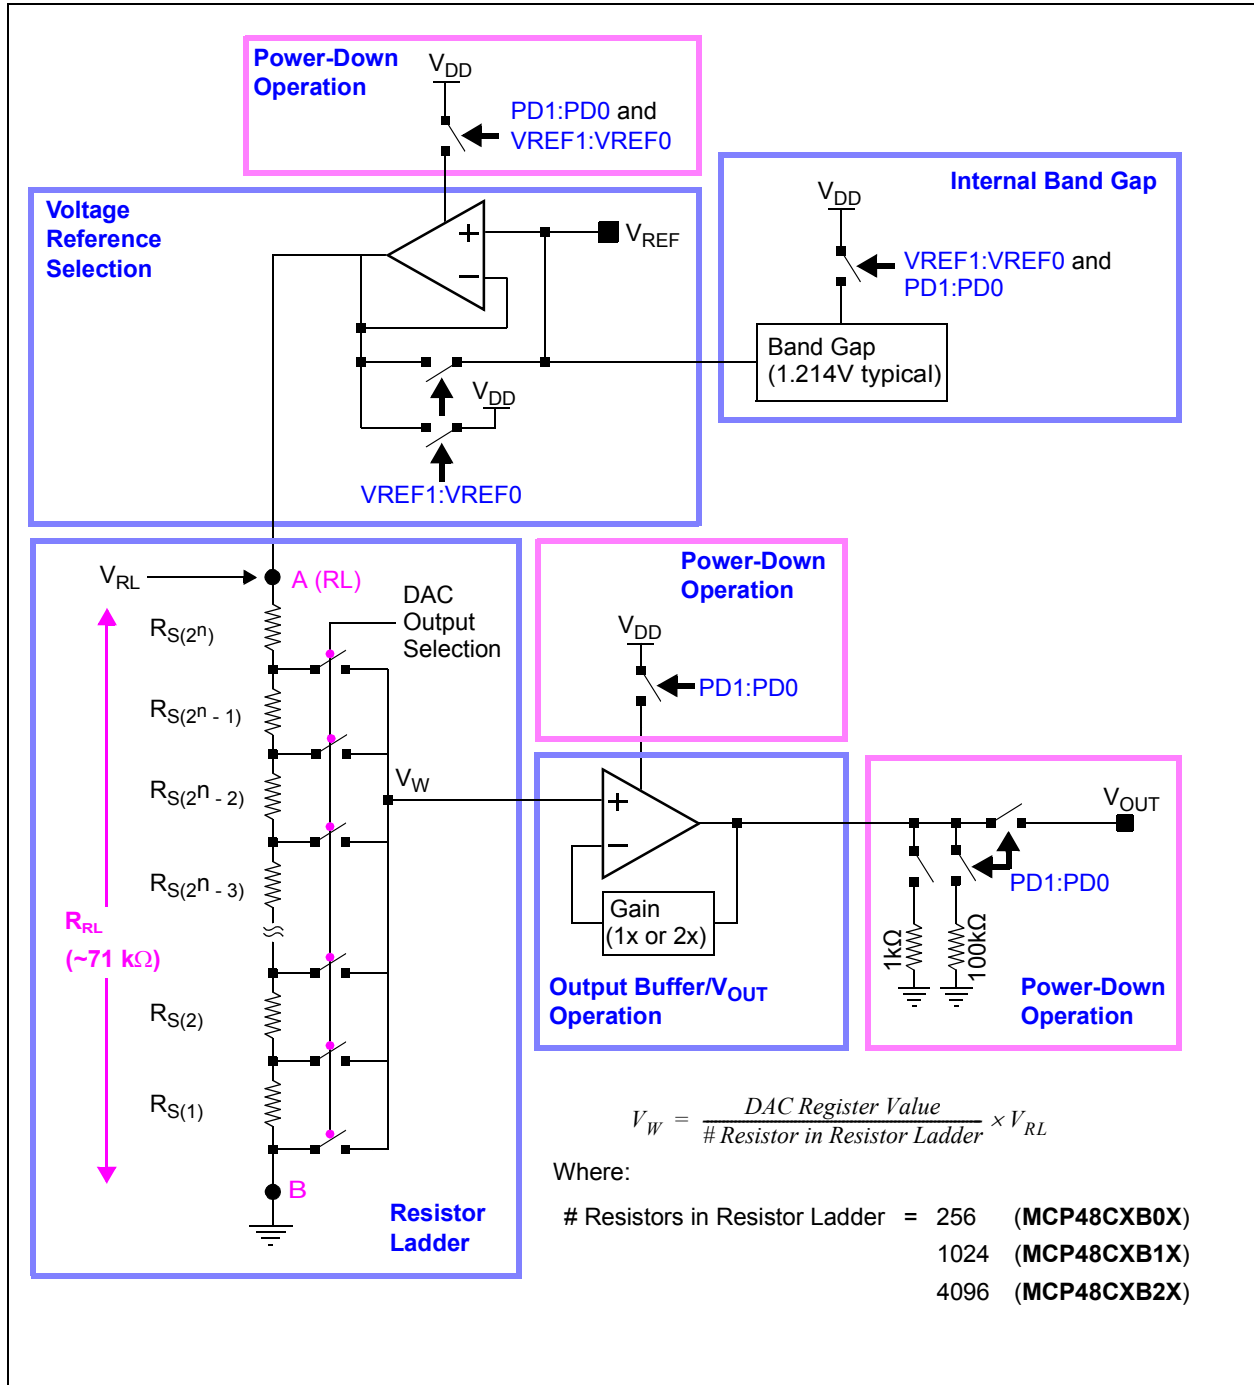 Power-Down
Operation
VDD
PD1:PD0 and
VREF1:VREF0
Internal Band Gap
VDD
VREF1:VREF0 and
PD1:PD0
Band Gap
(1.214V typical)
Voltage
Reference
Selection
+
–
VREF
VDD
VREF1:VREF0
VRL
A (RL)
DAC
Output
Selection
RS(2n)
RS(2n - 1)
RS(2n - 2)
RS(2n - 3)
RS(2)
RS(1)
RRL
(~71 kΩ)
VW
B
Resistor
Ladder
Power-Down
Operation
VDD
PD1:PD0
+
–
Gain
(1x or 2x)
Output Buffer/VOUT
Operation
VOUT
PD1:PD0
1kΩ
100kΩ
Power-Down
Operation
VW = DAC Register Value / # Resistor in Resistor Ladder × VRL
Where:
# Resistors in Resistor Ladder = 256 (MCP48CXB0X)
1024 (MCP48CXB1X)
4096 (MCP48CXB2X)